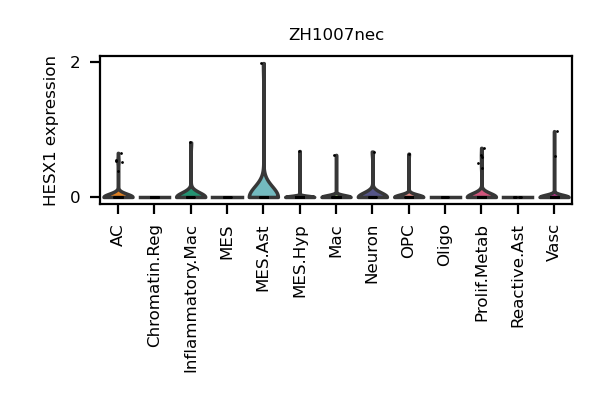 ZH1007nec
HESX1 expression
2
0
AC
Chromatin.Reg
Inflammatory.Mac
MES
MES.Ast
MES.Hyp
Mac
Neuron
OPC
Oligo
Prolif.Metab
Reactive.Ast
Vasc